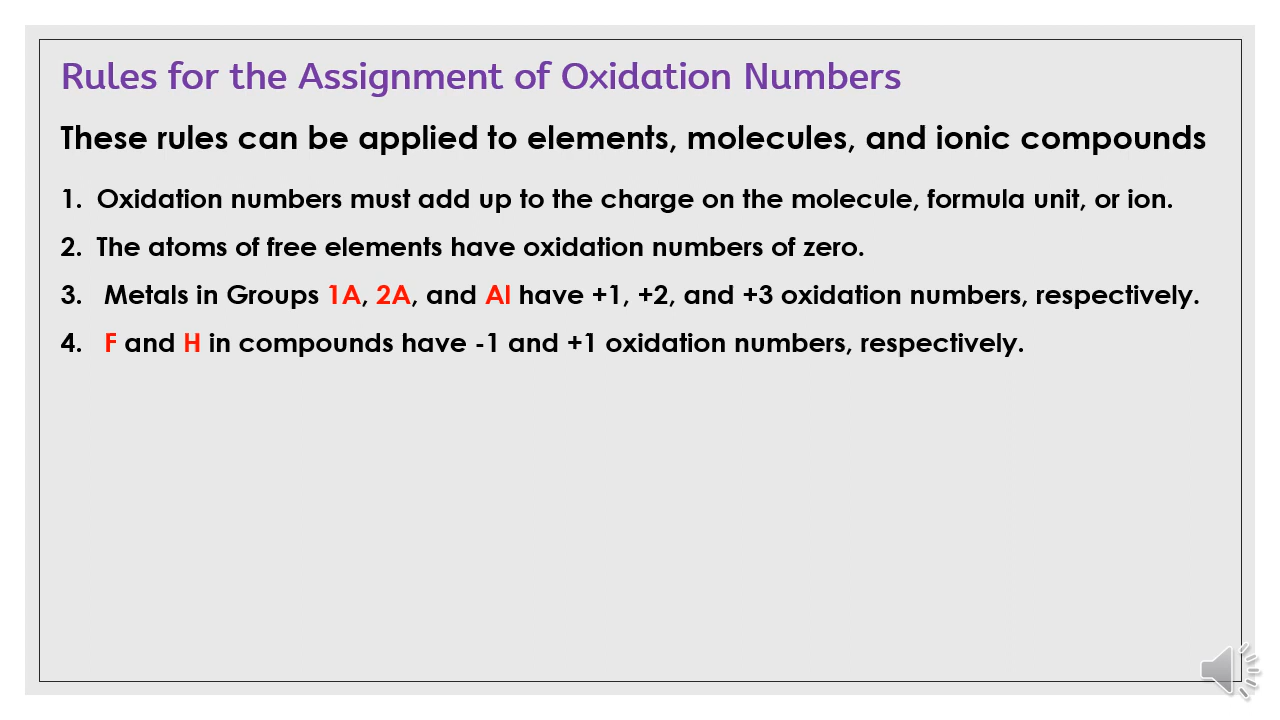 Rules for the Assignment of Oxidation Numbers
These rules can be applied to elements, molecules, and ionic compounds
1. Oxidation numbers must add up to the charge on the molecule, formula unit, or ion.
2. The atoms of free elements have oxidation numbers of zero.
3. Metals in Groups 1A, 2A, and Al have +1, +2, and +3 oxidation numbers, respectively.
4. F and H in compounds have -1 and +1 oxidation numbers, respectively.